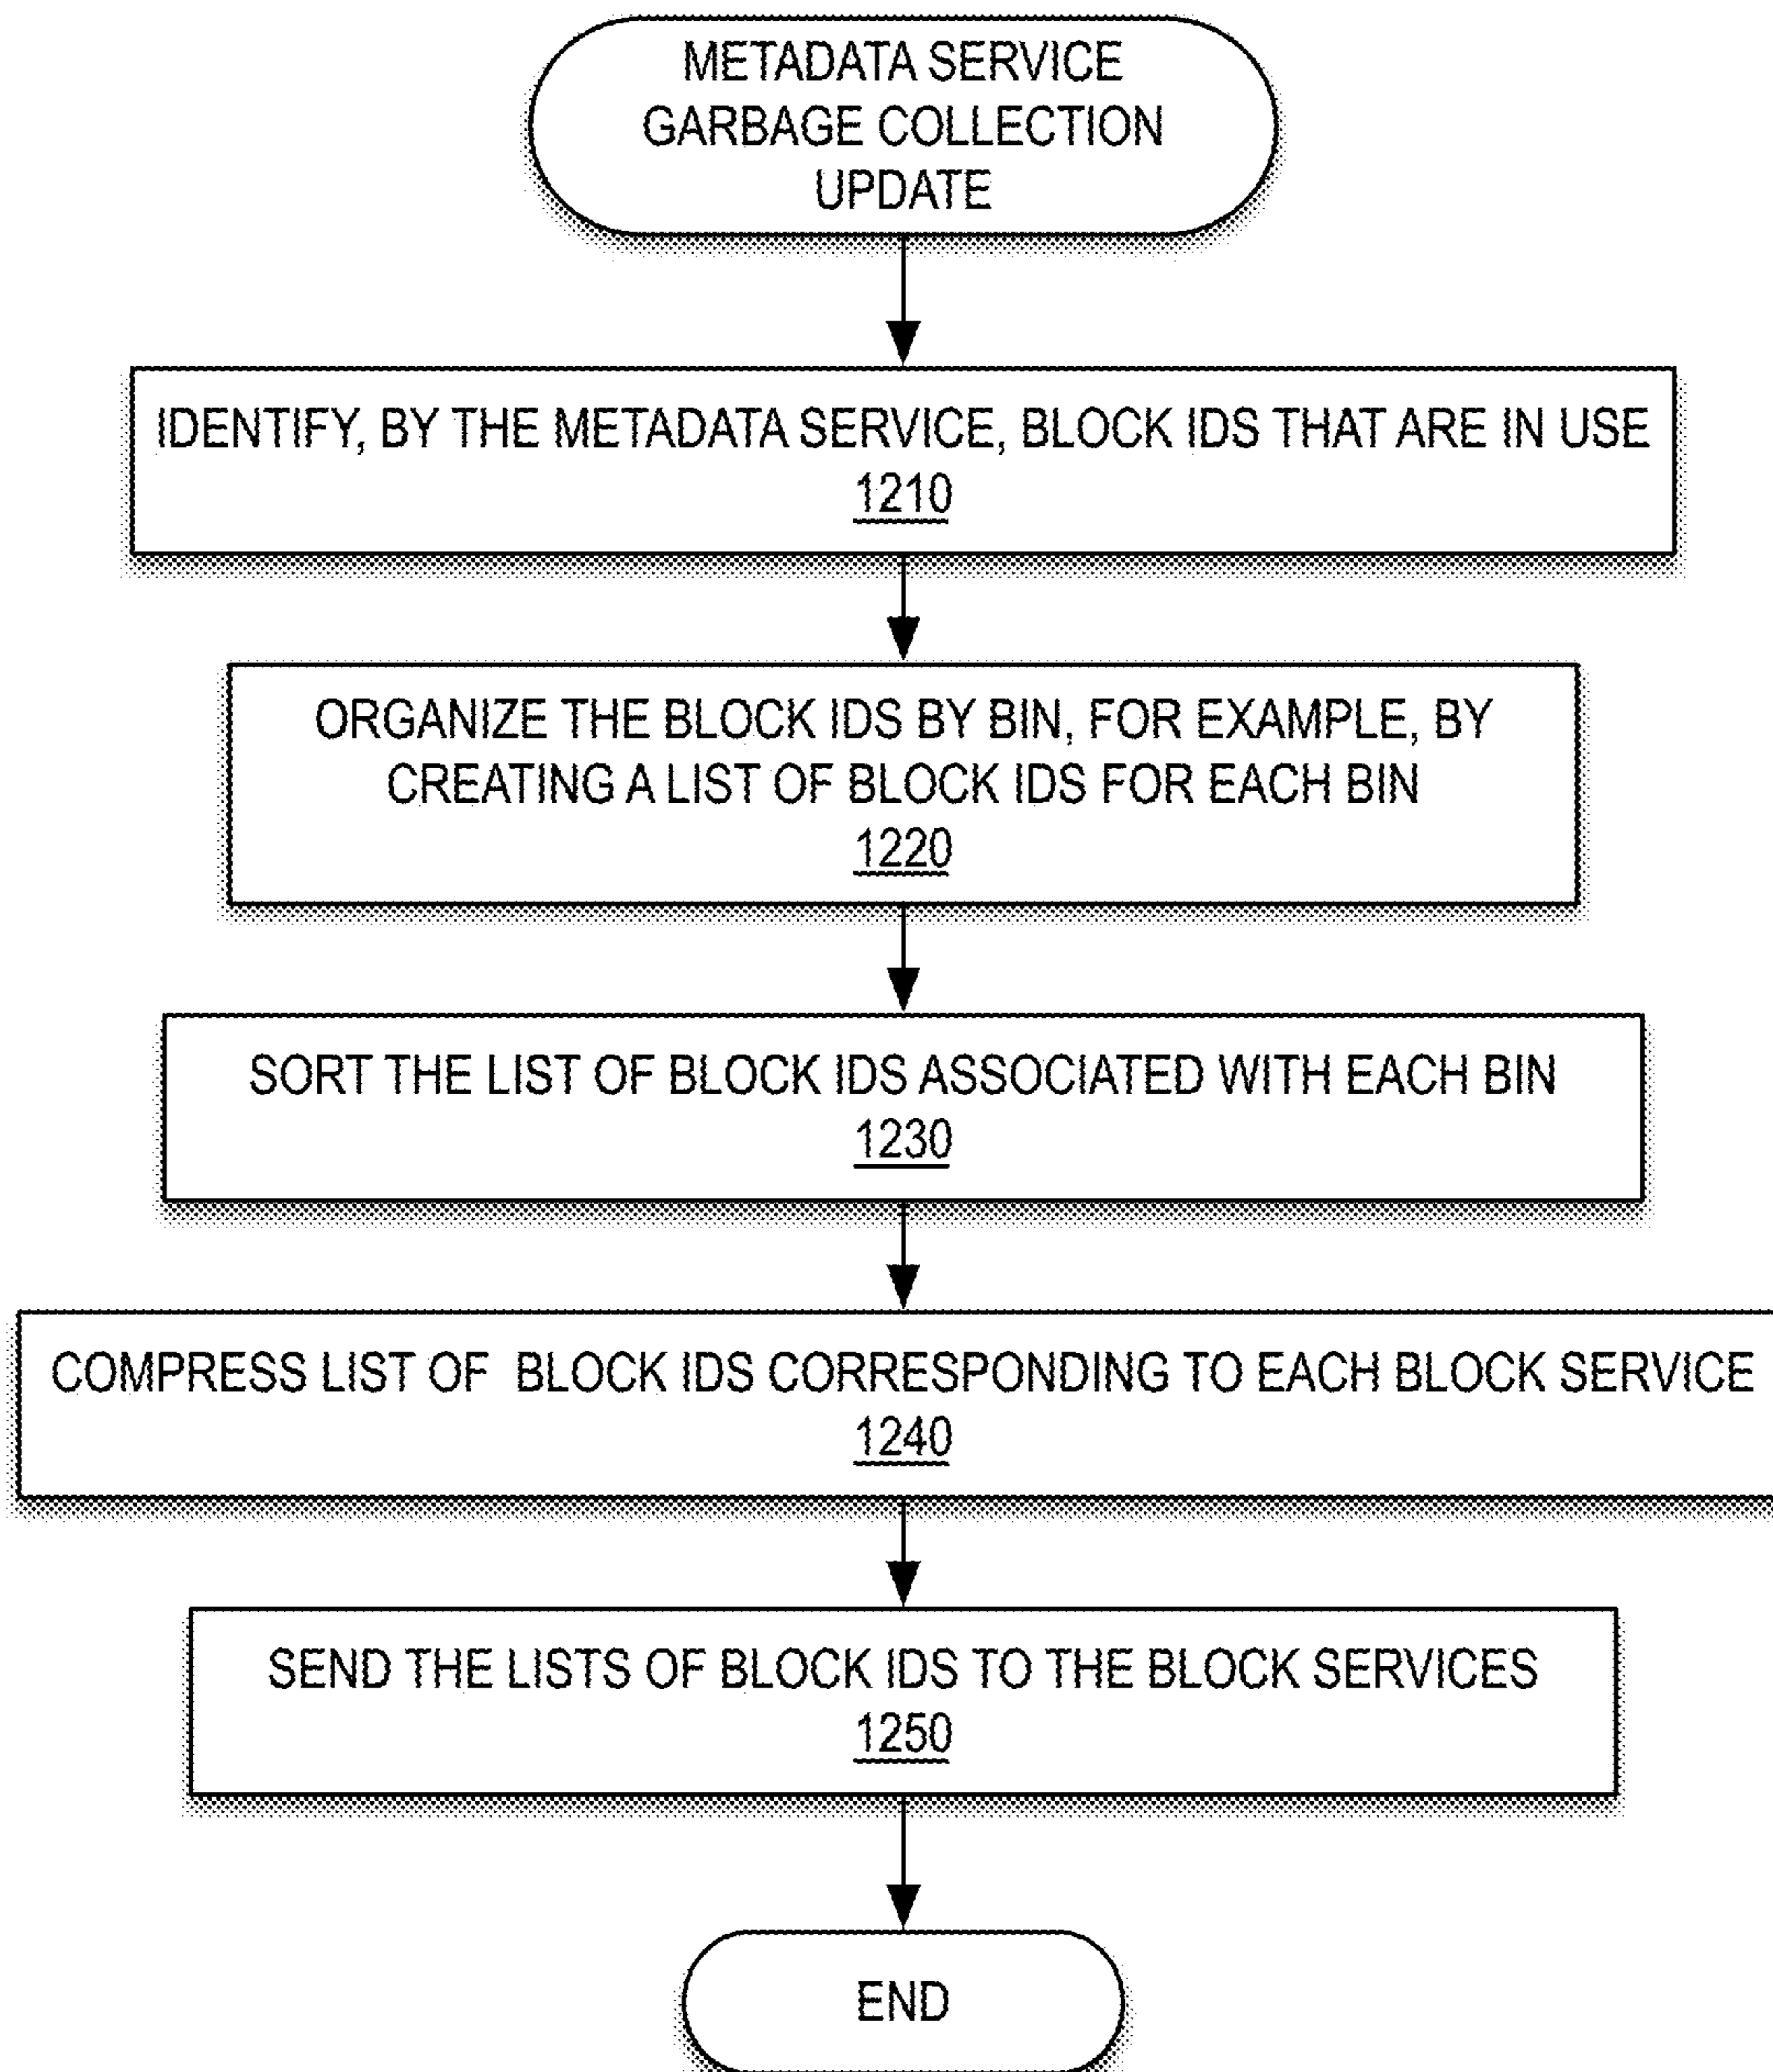 METADATA SERVICE
GARBAGE COLLECTION
UPDATE
IDENTIFY, BY THE METADATA SERVICE, BLOCK IDS THAT ARE IN USE
1210
ORGANIZE THE BLOCK IDS BY BIN, FOR EXAMPLE, BY
CREATING A LIST OF BLOCK IDS FOR EACH BIN
1220
SORT THE LIST OF BLOCK IDS ASSOCIATED WITH EACH BIN
1230
COMPRESS LIST OF BLOCK IDS CORRESPONDING TO EACH BLOCK SERVICE
1240
SEND THE LISTS OF BLOCK IDS TO THE BLOCK SERVICES
1250
END